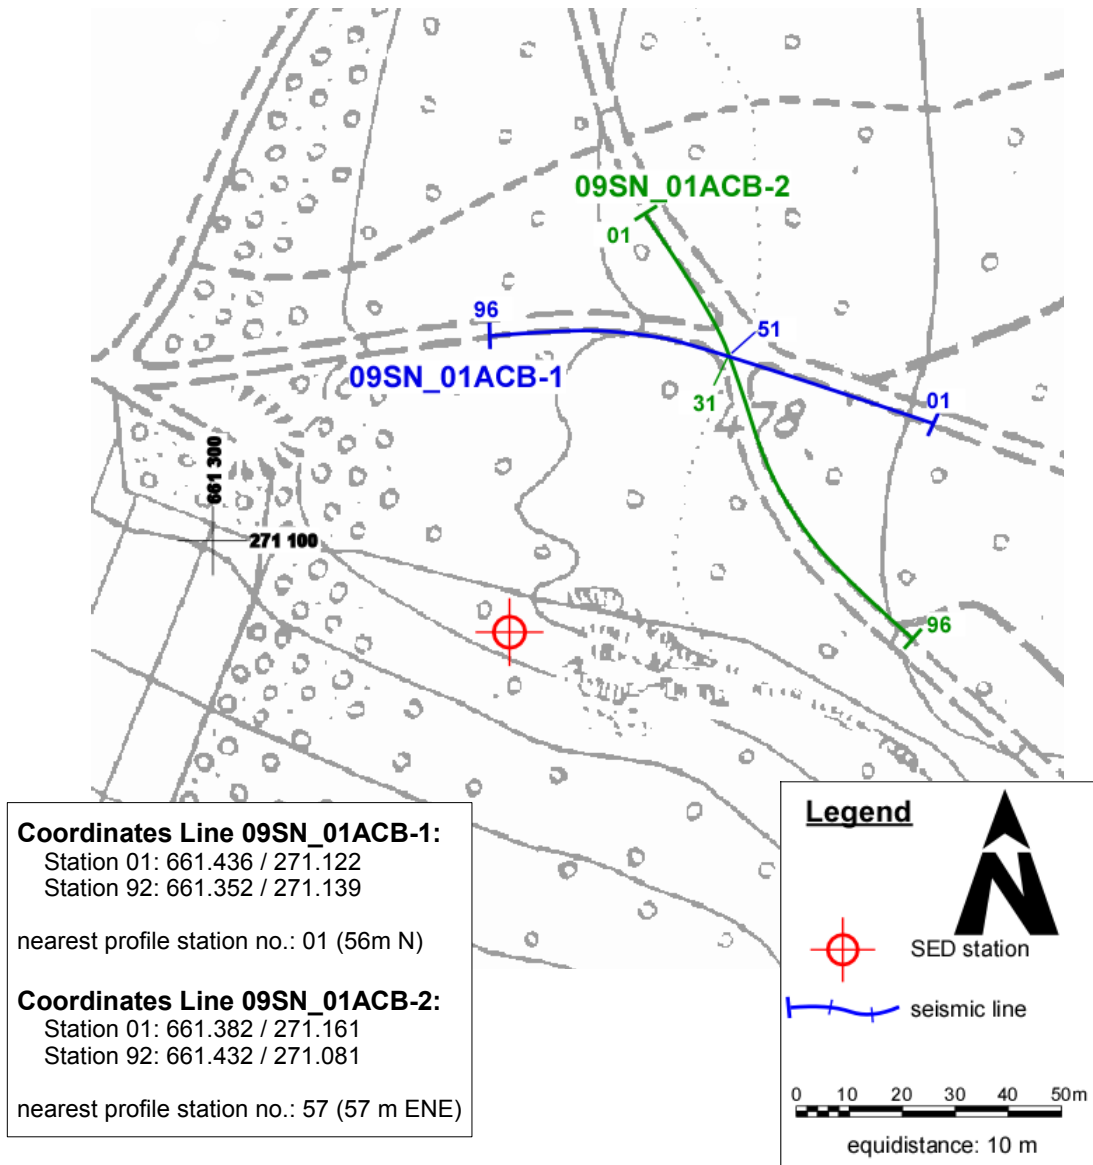 09SN_01ACB-2
01
96
51
09SN_01ACB-1
31
01
478
661 300
271 100
96
Coordinates Line 09SN_01ACB-1:
Station 01: 661.436 / 271.122
Station 92: 661.352 / 271.139
nearest profile station no.: 01 (56m N)
Coordinates Line 09SN_01ACB-2:
Station 01: 661.382 / 271.161
Station 92: 661.432 / 271.081
nearest profile station no.: 57 (57 m ENE)
Legend
N
SED station
seismic line
0 10 20 30 40 50m
equidistance: 10 m